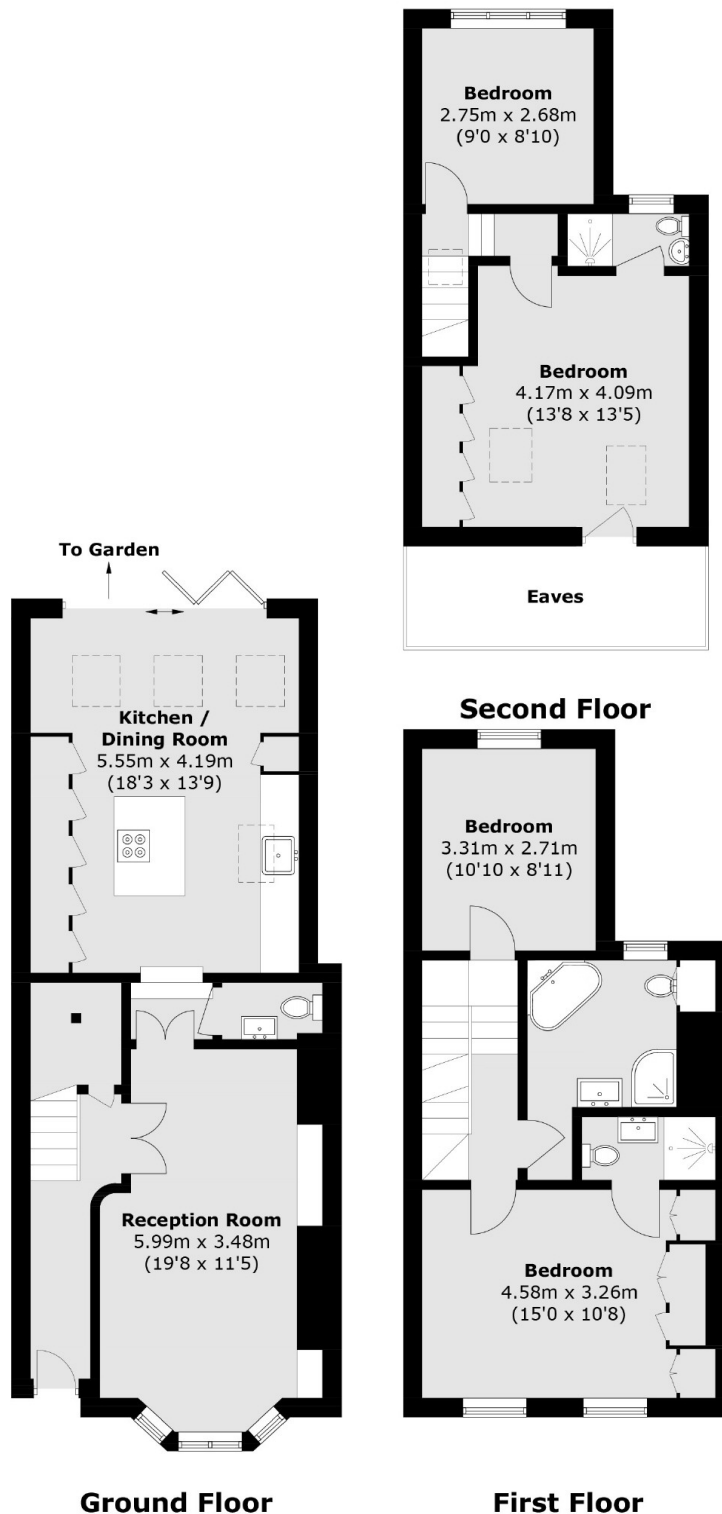 Bedroom
2.75m x 2.68m
(9'0 x 8'10)
Bedroom
4.17m x 4.09m
(13'8 x 13'5)
Eaves
Second Floor
To Garden
Kitchen /
Dining Room
5.55m x 4.19m
(18'3 x 13'9)
Reception Room
5.99m x 3.48m
(19'8 x 11'5)
Ground Floor
Bedroom
3.31m x 2.71m
(10'10 x 8'11)
Bedroom
4.58m x 3.26m
(15'0 x 10'8)
First Floor